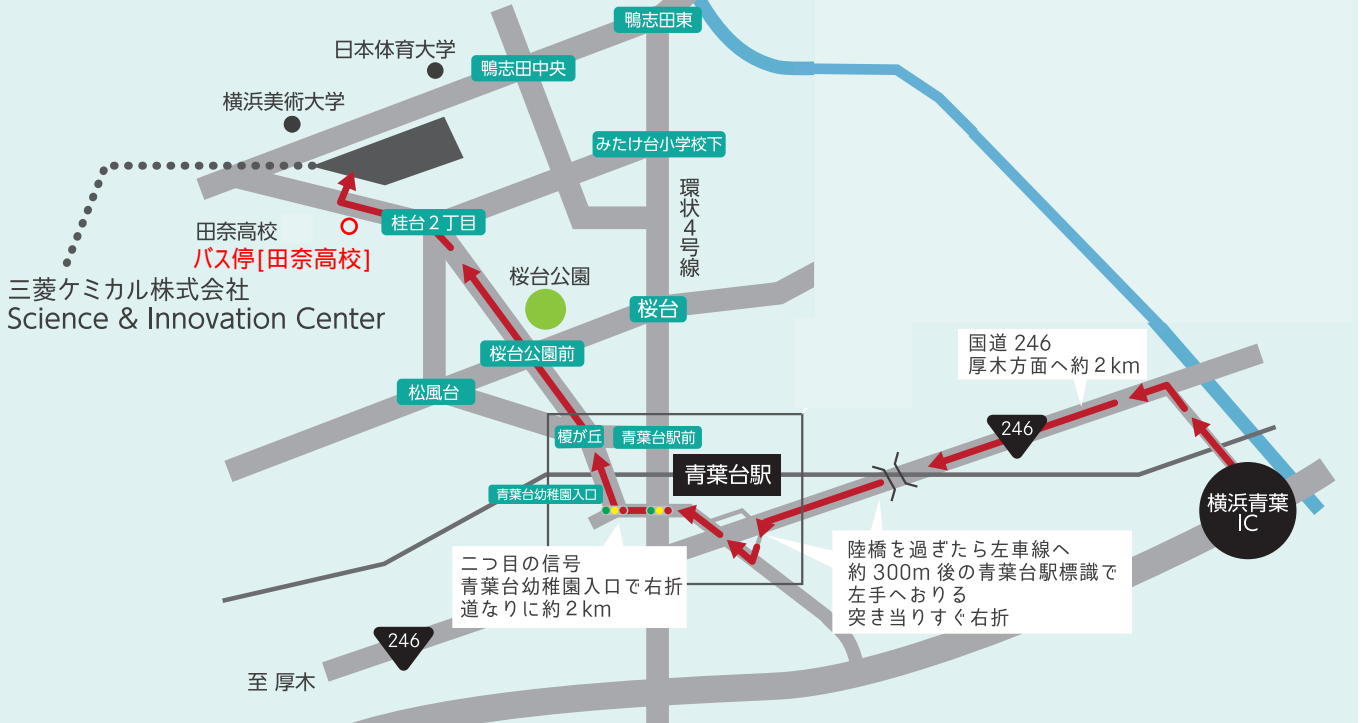 鴨志田東
日本体育大学
鴨志田中央
横浜美術大学
みたけ台小学校下
環状4号線
田奈高校
桂台2丁目
バス停[田奈高校]
三菱ケミカル株式会社
Science & Innovation Center
桜台公園
桜台
桜台公園前
国道 246
厚木方面へ約2km
松風台
246
榎が丘
青葉台駅前
青葉台駅
青葉台幼稚園入口
横浜青葉
IC
二つ目の信号
青葉台幼稚園入口で右折
道なりに約2km
陸橋を過ぎたら左車線へ
約 300m 後の青葉台駅標識で
左手へおりる
突き当りすぐ右折
246
至 厚木